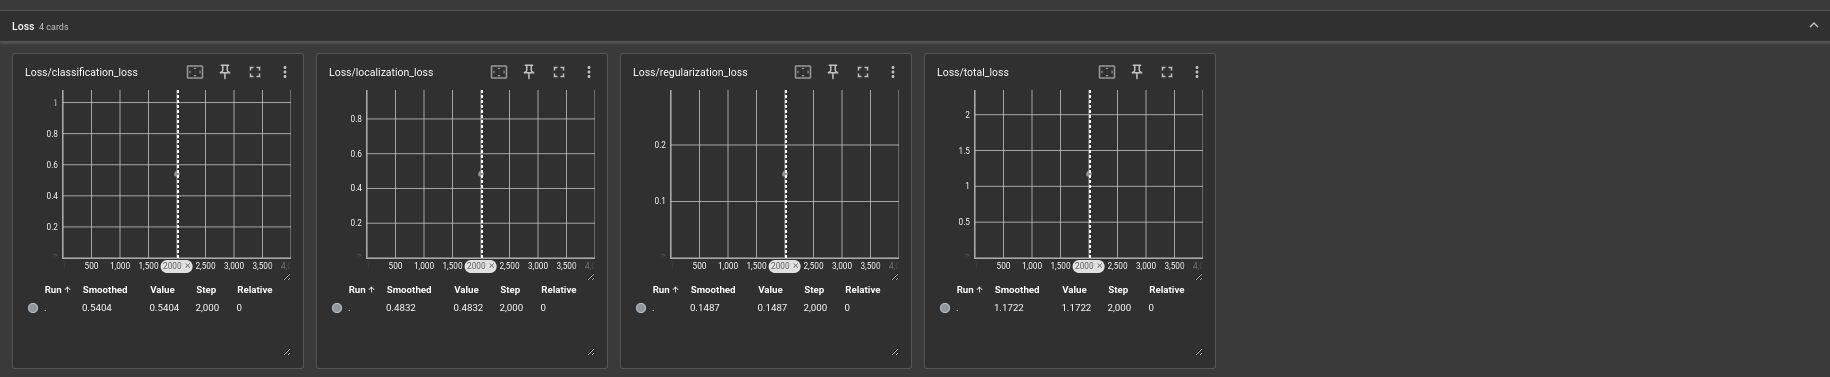 Loss 4 cards
Loss/classification_loss
1
0.8
0.6
0.4
0.2
500 1,000 1,500 2000 × 2,500 3,000 3,500
Run ↑ Smoothed Value Step Relative
. 0.5404 0.5404 2,000 0
Loss/localization_loss
0.8
0.6
0.4
0.2
500 1,000 1,500 2000 × 2,500 3,000 3,500
Run ↑ Smoothed Value Step Relative
. 0.4832 0.4832 2,000 0
Loss/regularization_loss
0.2
0.1
500 1,000 1,500 2000 × 2,500 3,000 3,500
Run ↑ Smoothed Value Step Relative
. 0.1487 0.1487 2,000 0
Loss/total_loss
2
1.5
1
0.5
500 1,000 1,500 2000 × 2,500 3,000 3,500
Run ↑ Smoothed Value Step Relative
. 1.1722 1.1722 2,000 0